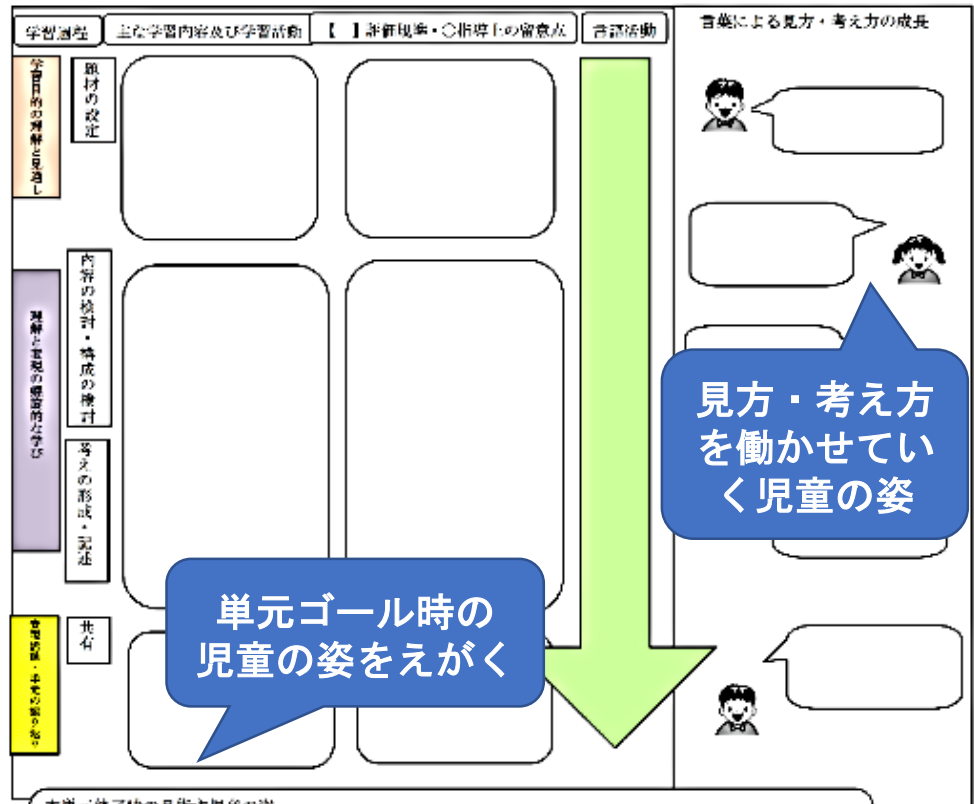 学習過程
主な学習内容及び学習活動
【 】評価規準・○指導上の留意点
言語活動
言葉による見方・考え方の成長
学習目的の理解と見通し
題材の設定
理解と表現の螺旋的な学び
内容の検討・構成の検討
考えの形成・記述
共有
見方・考え方
を働かせてい
く児童の姿
単元ゴール時の
児童の姿をえがく